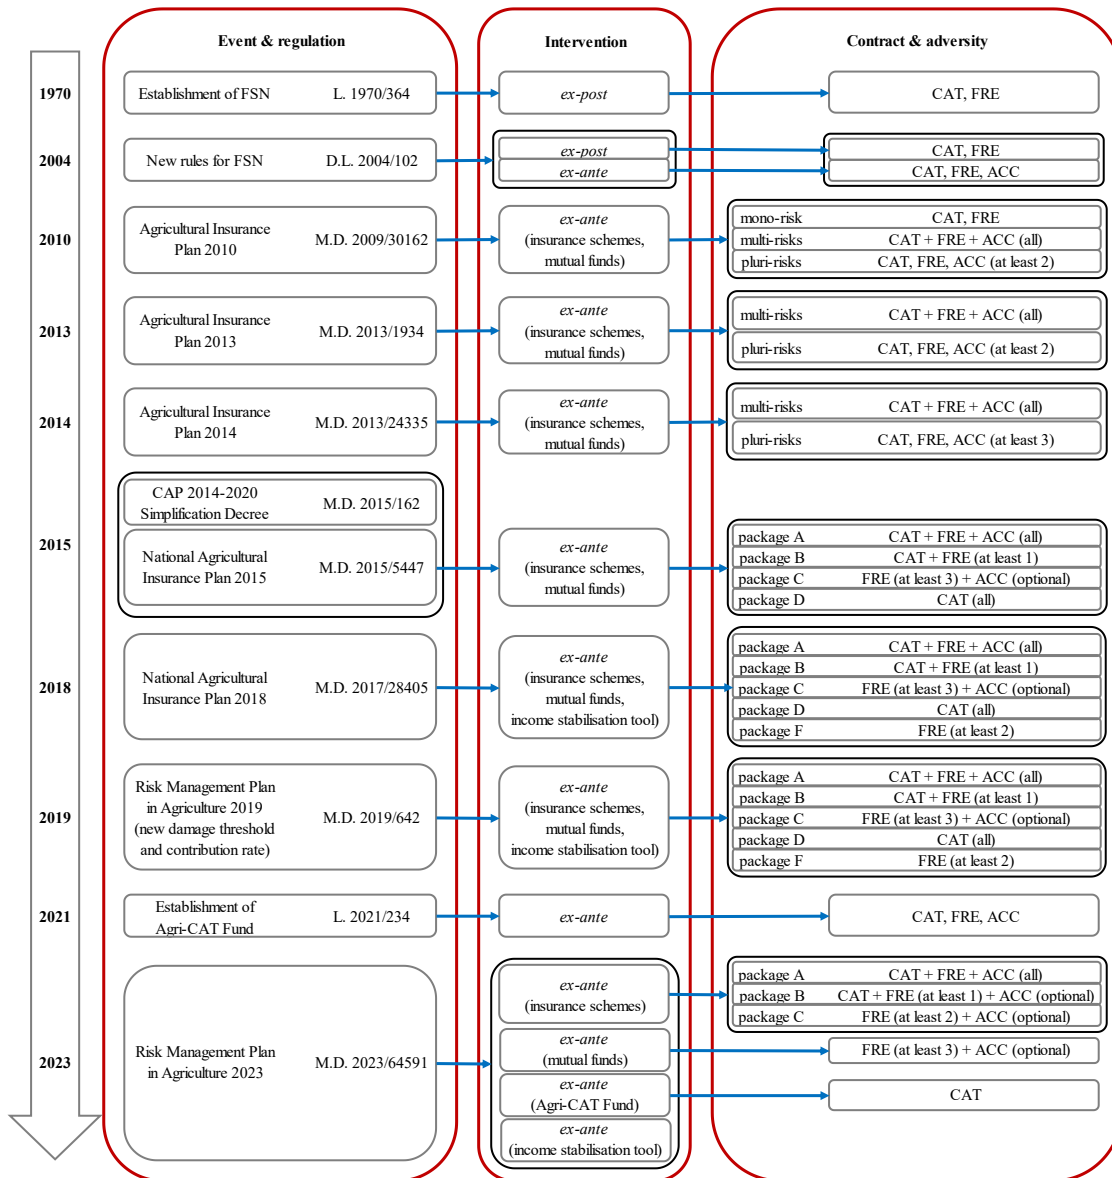 Event & regulation
Intervention
Contract & adversity
1970
Establishment of FSN
L. 1970/364
ex-post
CAT, FRE
2004
New rules for FSN
D.L. 2004/102
ex-post
ex-ante
CAT, FRE
CAT, FRE, ACC
2010
Agricultural Insurance
Plan 2010
M.D. 2009/30162
ex-ante
(insurance schemes,
mutual funds)
mono-risk CAT, FRE
multi-risks CAT + FRE + ACC (all)
pluri-risks CAT, FRE, ACC (at least 2)
2013
Agricultural Insurance
Plan 2013
M.D. 2013/1934
ex-ante
(insurance schemes,
mutual funds)
multi-risks CAT + FRE + ACC (all)
pluri-risks CAT, FRE, ACC (at least 2)
2014
Agricultural Insurance
Plan 2014
M.D. 2013/24335
ex-ante
(insurance schemes,
mutual funds)
multi-risks CAT + FRE + ACC (all)
pluri-risks CAT, FRE, ACC (at least 3)
2015
CAP 2014-2020
Simplification Decree
M.D. 2015/162
National Agricultural
Insurance Plan 2015
M.D. 2015/5447
ex-ante
(insurance schemes,
mutual funds)
package A CAT + FRE + ACC (all)
package B CAT + FRE (at least 1)
package C FRE (at least 3) + ACC (optional)
package D CAT (all)
2018
National Agricultural
Insurance Plan 2018
M.D. 2017/28405
ex-ante
(insurance schemes,
mutual funds,
income stabilisation tool)
package A CAT + FRE + ACC (all)
package B CAT + FRE (at least 1)
package C FRE (at least 3) + ACC (optional)
package D CAT (all)
package F FRE (at least 2)
2019
Risk Management Plan
in Agriculture 2019
(new damage threshold
and contribution rate)
M.D. 2019/642
ex-ante
(insurance schemes,
mutual funds,
income stabilisation tool)
package A CAT + FRE + ACC (all)
package B CAT + FRE (at least 1)
package C FRE (at least 3) + ACC (optional)
package D CAT (all)
package F FRE (at least 2)
2021
Establishment of
Agri-CAT Fund
L. 2021/234
ex-ante
CAT, FRE, ACC
2023
Risk Management Plan
in Agriculture 2023
M.D. 2023/64591
ex-ante
(insurance schemes)
package A CAT + FRE + ACC (all)
package B CAT + FRE (at least 1) + ACC (optional)
package C FRE (at least 2) + ACC (optional)
ex-ante
(mutual funds)
FRE (at least 3) + ACC (optional)
ex-ante
(Agri-CAT Fund)
CAT
ex-ante
(income stabilisation tool)